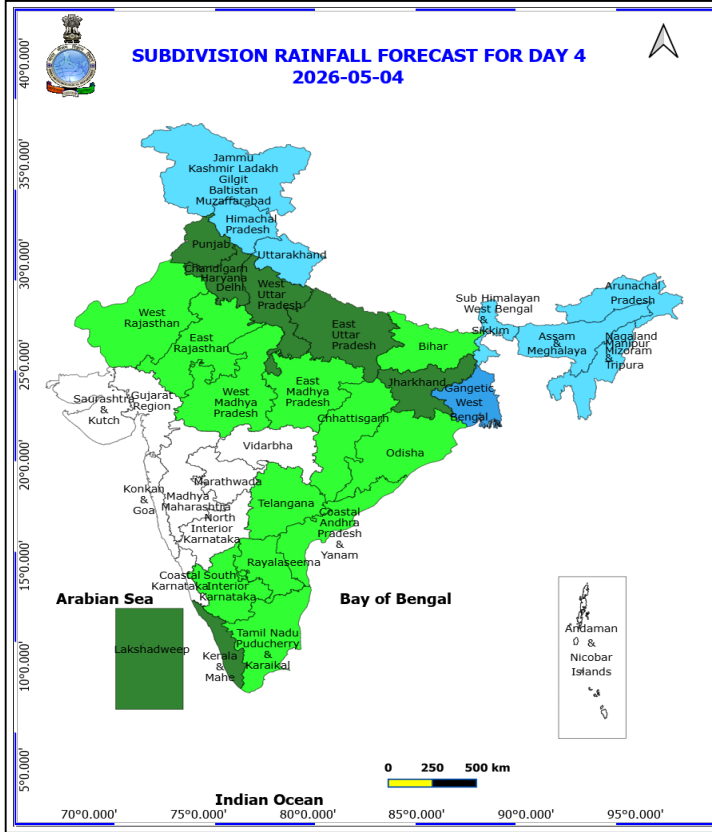 SUBDIVISION RAINFALL FORECAST FOR DAY 4
2026-05-04
40°0.000'
35°0.000'
30°0.000'
25°0.000'
20°0.000'
15°0.000'
10°0.000'
5°0.000'
Jammu
Kashmir Ladakh
Gilgit
Baltistan
Muzaffarabad
Himachal
Pradesh
Uttarakhand
Punjab
Chandigarh
Haryana
Delhi
West
Uttar
Pradesh
East
Uttar
Pradesh
West
Rajasthan
East
Rajasthan
Bihar
Sub Himalayan
West Bengal
&
Sikkim
Arunachal
Pradesh
Assam
&
Meghalaya
Nagaland
Manipur
Mizoram
&
Tripura
Jharkhand
Gangetic
West
Bengal
Saurashtra
&
Kutch
Gujarat
Region
West
Madhya
Pradesh
East
Madhya
Pradesh
Chhattisgarh
Odisha
Vidarbha
Konkan
&
Goa
Madhya
Maharashtra
Marathwada
North
Interior
Karnataka
Telangana
Coastal
Andhra
Pradesh
&
Yanam
Rayalaseema
Coastal
Karnataka
South
Interior
Karnataka
Arabian Sea
Bay of Bengal
Lakshadweep
Kerala
&
Mahe
Tamil Nadu
Puducherry
&
Karaikal
Andaman
&
Nicobar
Islands
0 250 500 km
Indian Ocean
70°0.000' 75°0.000' 80°0.000' 85°0.000' 90°0.000' 95°0.000'